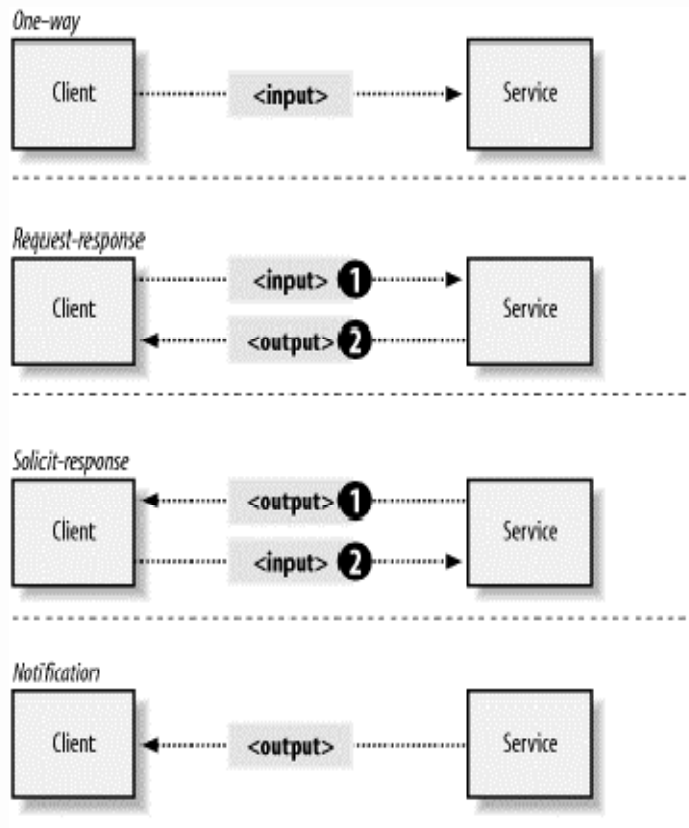 One-way
Client <input> Service
Request-response
Client <input> 1 Service
<output> 2
Solicit-response
Client <output> 1 Service
<input> 2
Notification
Client <output> Service